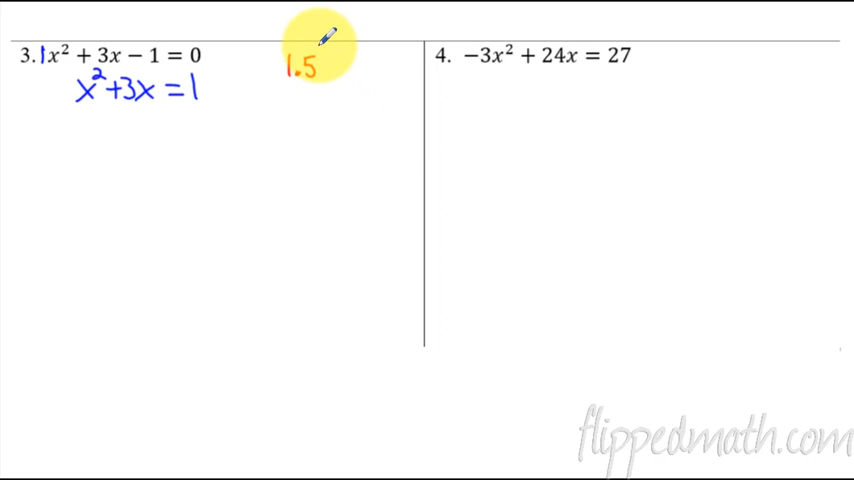 3. 1x² + 3x − 1 = 0
x² + 3x = 1
1.5
4. −3x² + 24x = 27
flippedmath.com